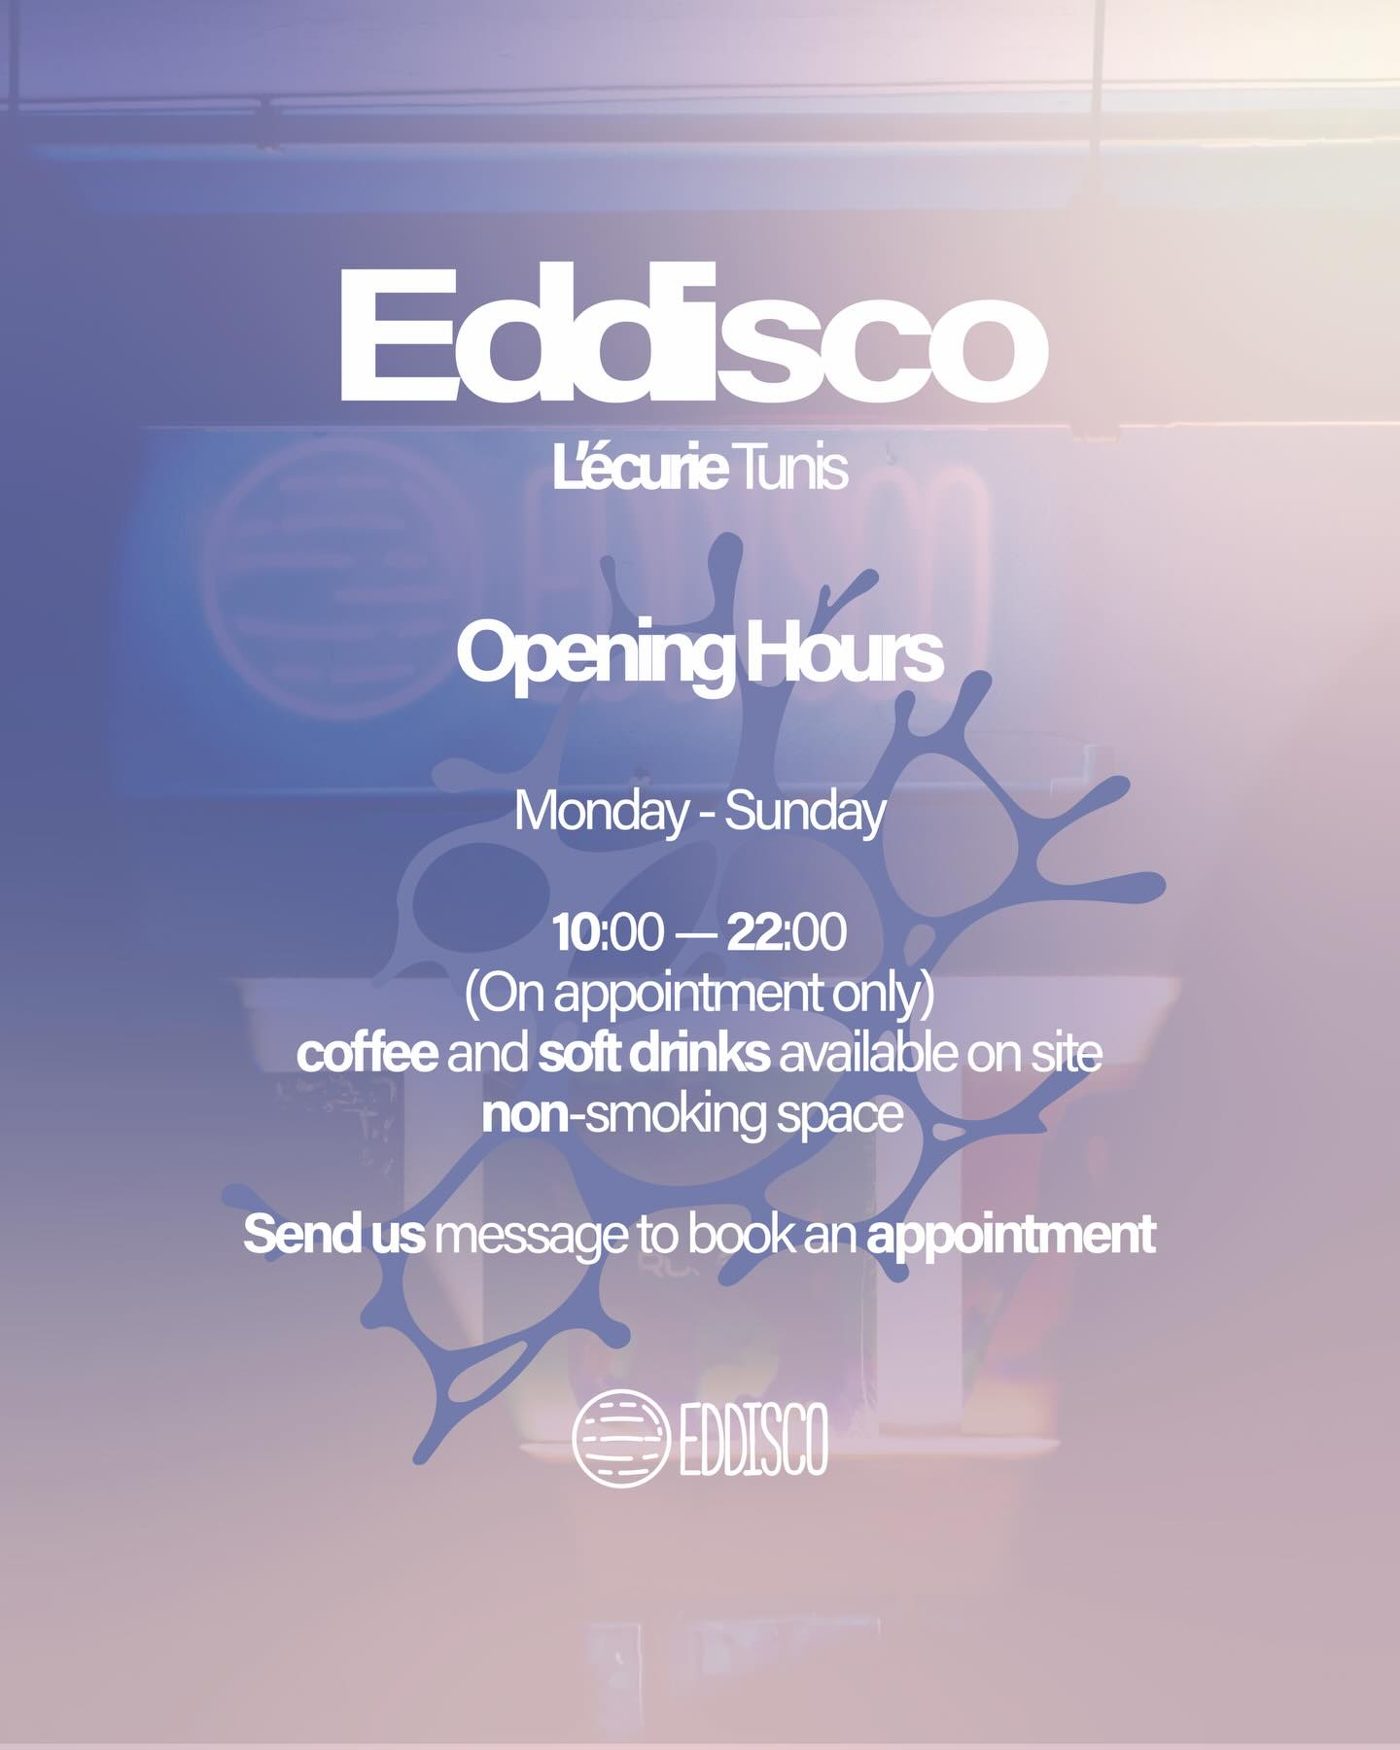 Eddisco
L'écurie Tunis
Opening Hours
Monday - Sunday
10:00 — 22:00
(On appointment only)
coffee and soft drinks available on site
non-smoking space
Send us message to book an appointment
EDDISCO